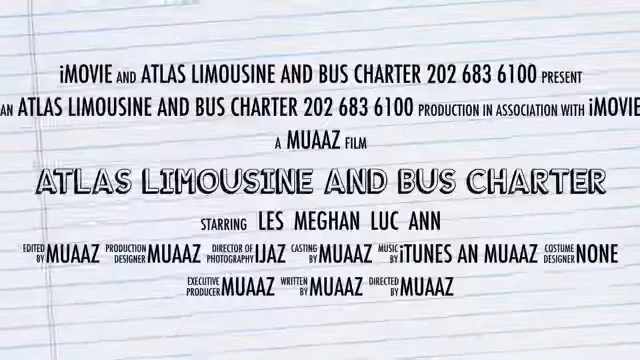 iMOVIE AND ATLAS LIMOUSINE AND BUS CHARTER 202 683 6100 PRESENT
AN ATLAS LIMOUSINE AND BUS CHARTER 202 683 6100 PRODUCTION IN ASSOCIATION WITH iMOVIE
A MUAAZ FILM
ATLAS LIMOUSINE AND BUS CHARTER
STARRING LES MEGHAN LUC ANN
EDITED BY MUAAZ PRODUCTION DESIGNER MUAAZ DIRECTOR OF PHOTOGRAPHY IJAZ CASTING BY MUAAZ MUSIC BY iTUNES AN MUAAZ COSTUME DESIGNER NONE
EXECUTIVE PRODUCER MUAAZ WRITTEN BY MUAAZ DIRECTED BY MUAAZ